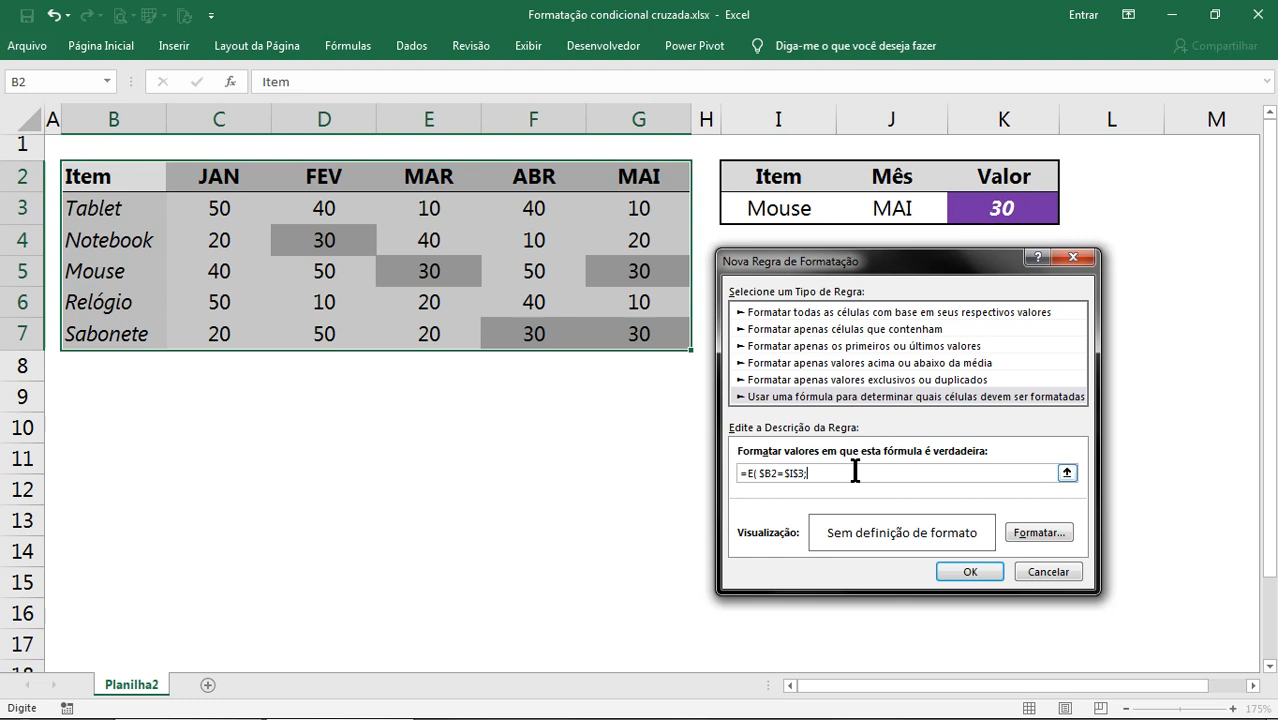 Formatação condicional cruzada.xlsx - Excel
Entrar
Arquivo Página Inicial Inserir Layout da Página Fórmulas Dados Revisão Exibir Desenvolvedor Power Pivot Diga-me o que você deseja fazer Compartilhar
B2 fx Item
A B C D E F G H I J K L M
1
2 Item JAN FEV MAR ABR MAI Item Mês Valor
3 Tablet 50 40 10 40 10 Mouse MAI 30
4 Notebook 20 30 40 10 20
5 Mouse 40 50 30 50 30
6 Relógio 50 10 20 40 10
7 Sabonete 20 50 20 30 30
8
9
10
11
12
13
14
15
16
17
18
Nova Regra de Formatação ?
Selecione um Tipo de Regra:
► Formatar todas as células com base em seus respectivos valores
► Formatar apenas células que contenham
► Formatar apenas os primeiros ou últimos valores
► Formatar apenas valores acima ou abaixo da média
► Formatar apenas valores exclusivos ou duplicados
► Usar uma fórmula para determinar quais células devem ser formatadas
Edite a Descrição da Regra:
Formatar valores em que esta fórmula é verdadeira:
=E( $B2=$I$3;
Visualização: Sem definição de formato Formatar...
OK Cancelar
Planilha2
Digite 175%